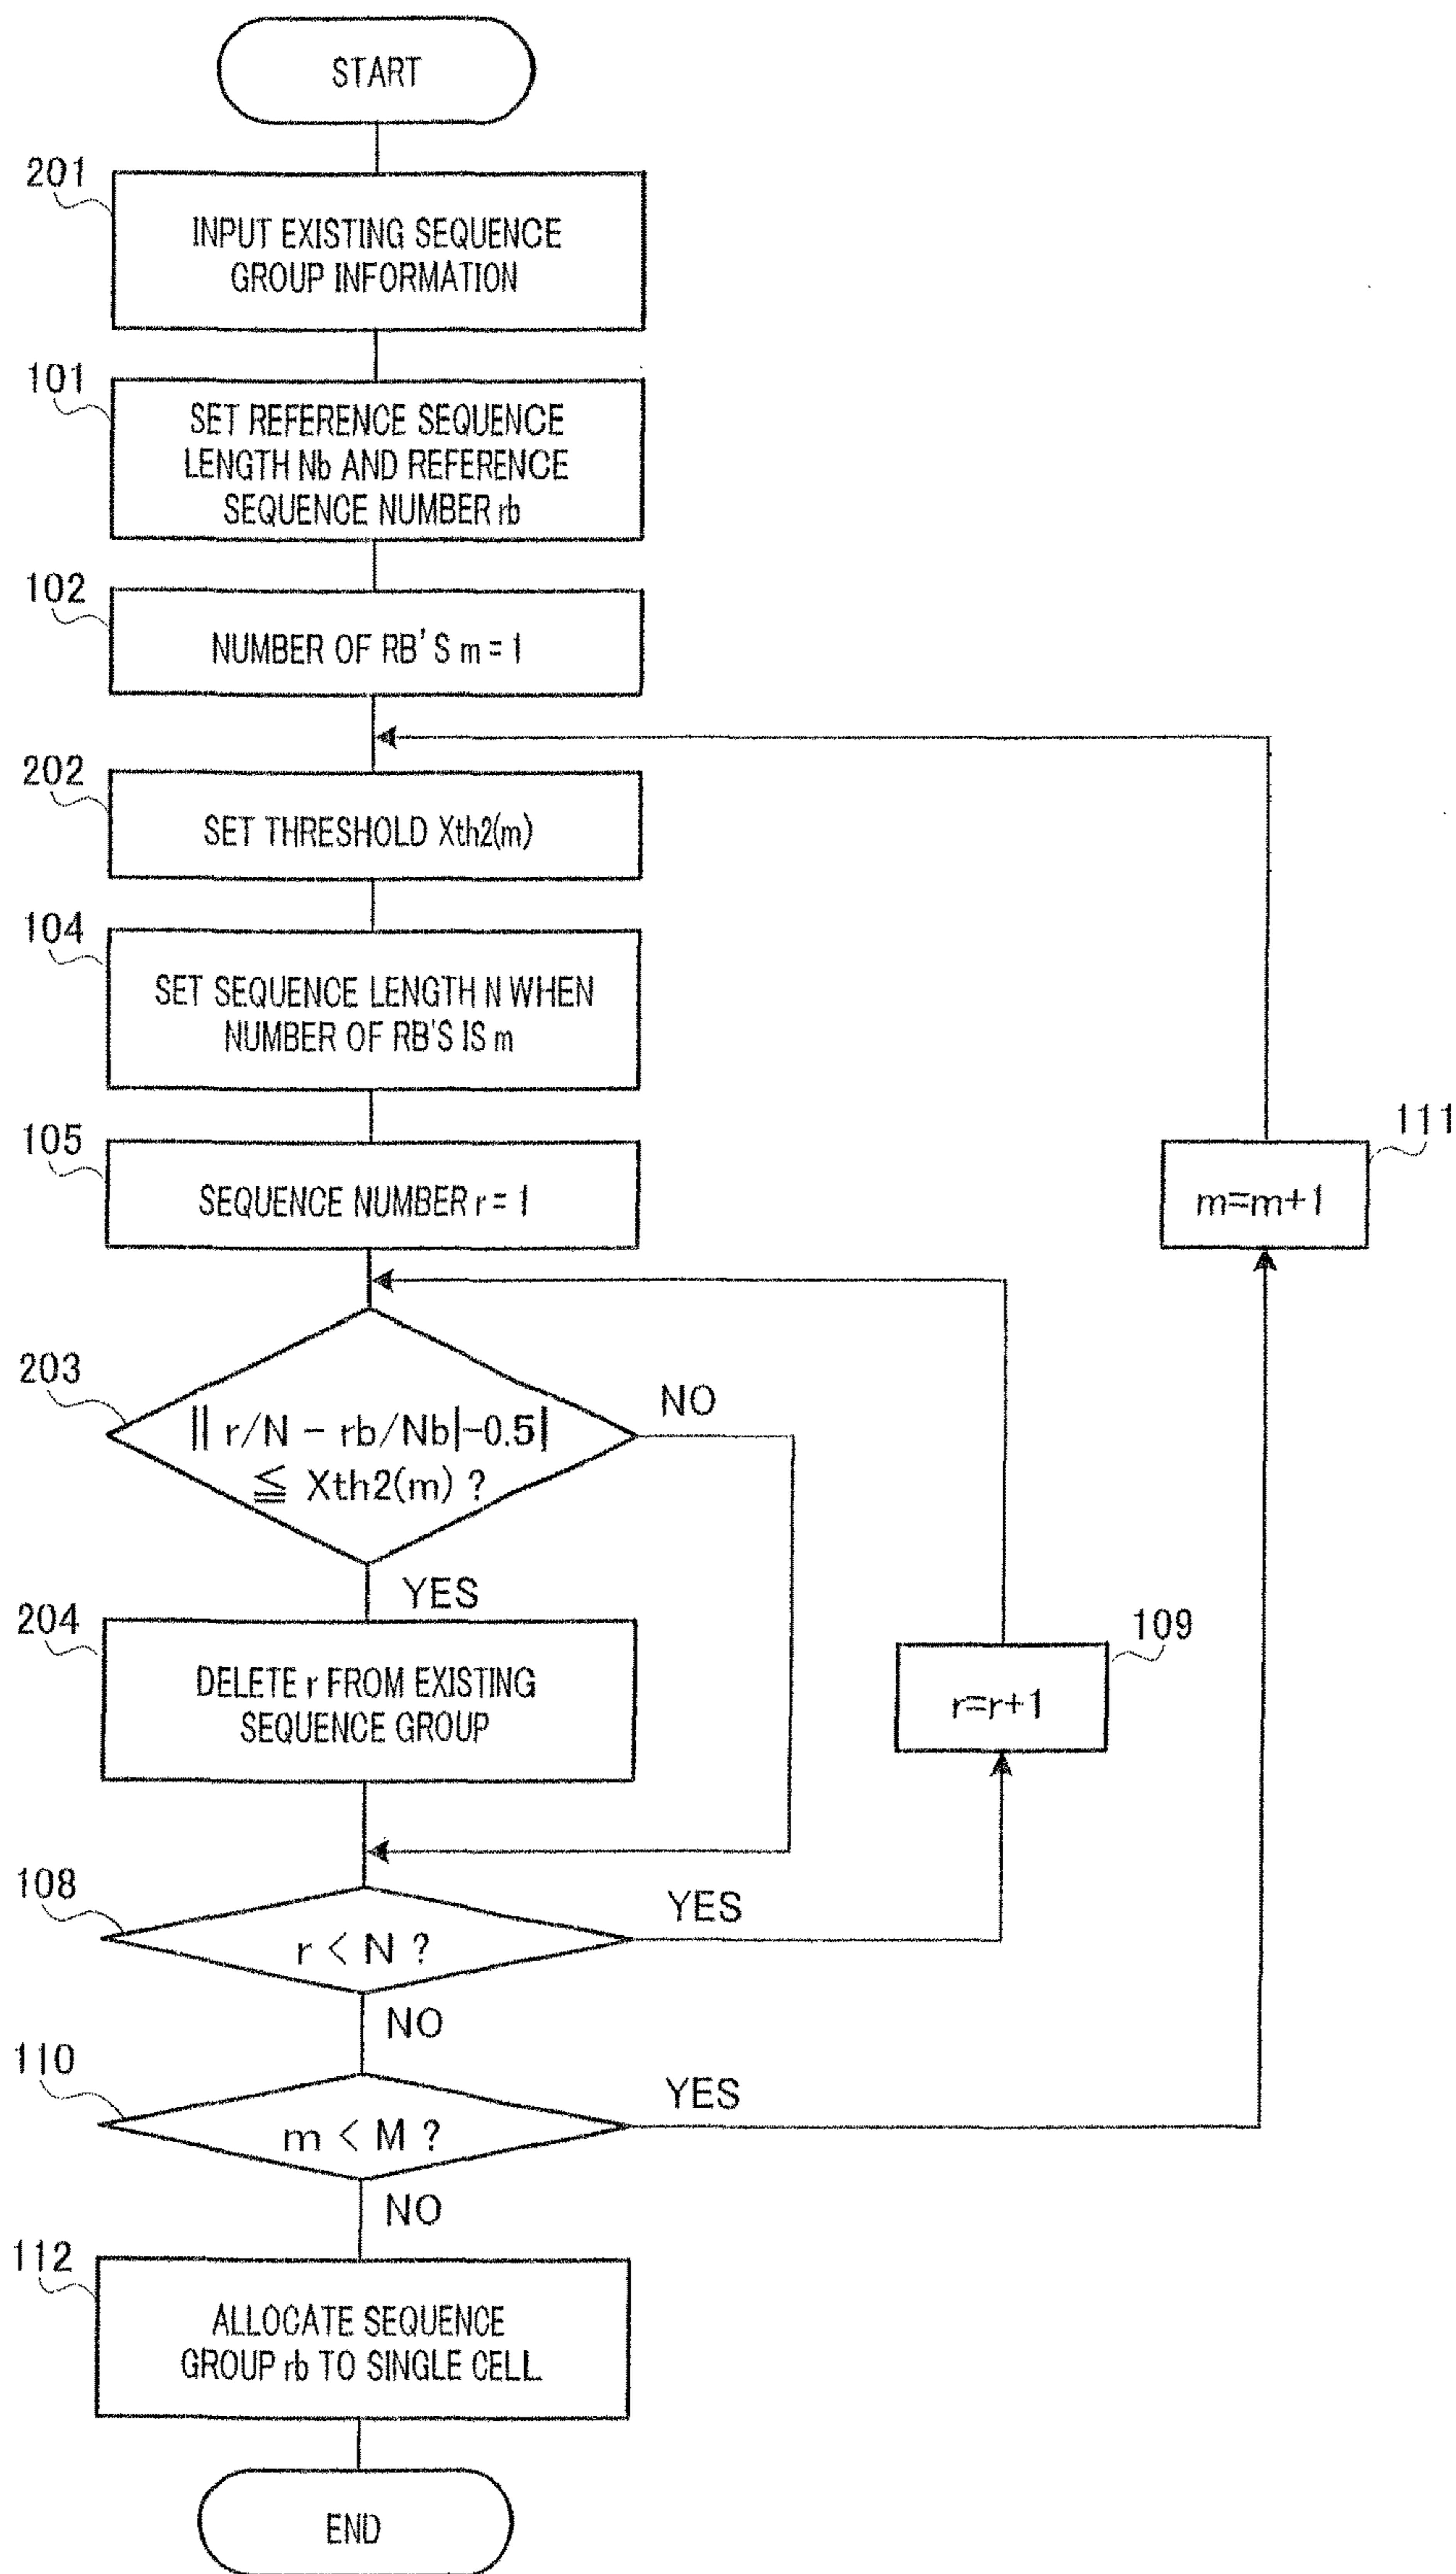 START
201
INPUT EXISTING SEQUENCE
GROUP INFORMATION
101
SET REFERENCE SEQUENCE
LENGTH Nb AND REFERENCE
SEQUENCE NUMBER rb
102
NUMBER OF RB'S m = 1
202
SET THRESHOLD Xth2(m)
104
SET SEQUENCE LENGTH N WHEN
NUMBER OF RB'S IS m
105
SEQUENCE NUMBER r = 1
111
m=m+1
203
|| r/N − rb/Nb|−0.5|
≦ Xth2(m) ?
NO
YES
204
DELETE r FROM EXISTING
SEQUENCE GROUP
109
r=r+1
108
r < N ?
YES
NO
110
m < M ?
YES
NO
112
ALLOCATE SEQUENCE
GROUP rb TO SINGLE CELL
END